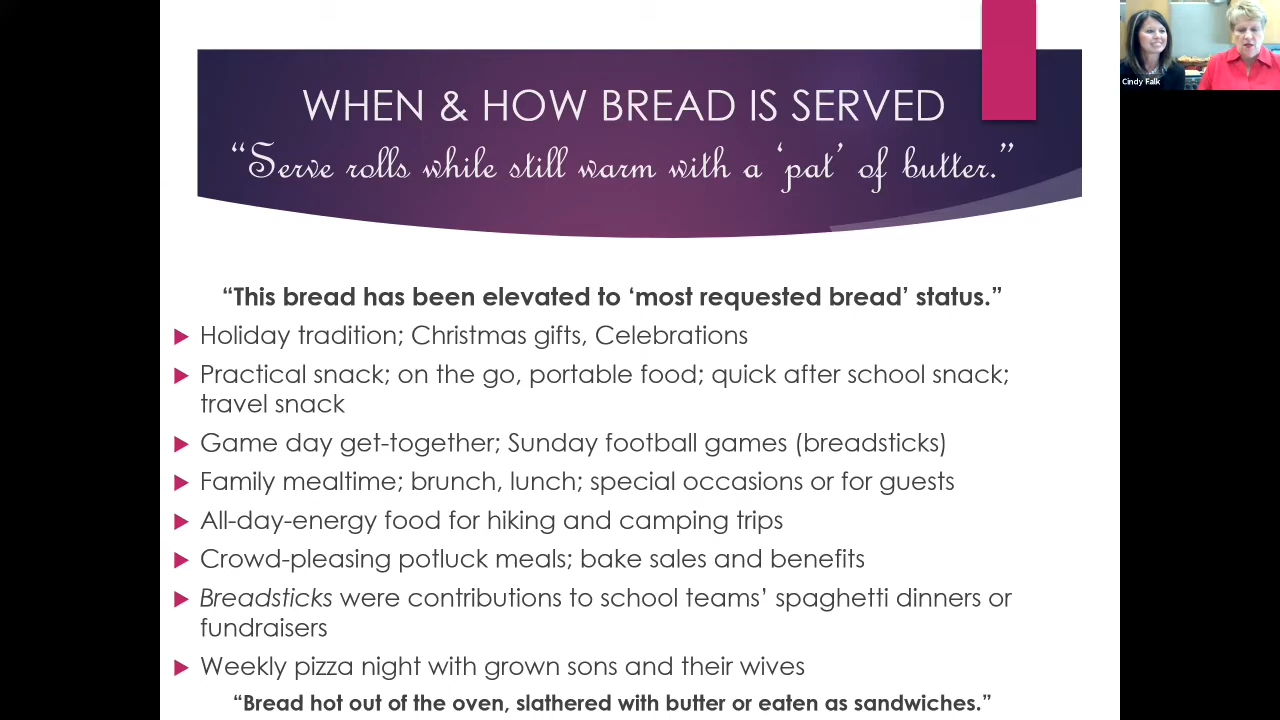 WHEN & HOW BREAD IS SERVED
“Serve rolls while still warm with a ‘pat’ of butter.”
“This bread has been elevated to ‘most requested bread’ status.”
Holiday tradition; Christmas gifts, Celebrations
Practical snack; on the go, portable food; quick after school snack;
travel snack
Game day get-together; Sunday football games (breadsticks)
Family mealtime; brunch, lunch; special occasions or for guests
All-day-energy food for hiking and camping trips
Crowd-pleasing potluck meals; bake sales and benefits
Breadsticks were contributions to school teams’ spaghetti dinners or
fundraisers
Weekly pizza night with grown sons and their wives
“Bread hot out of the oven, slathered with butter or eaten as sandwiches.”
Cindy Falk